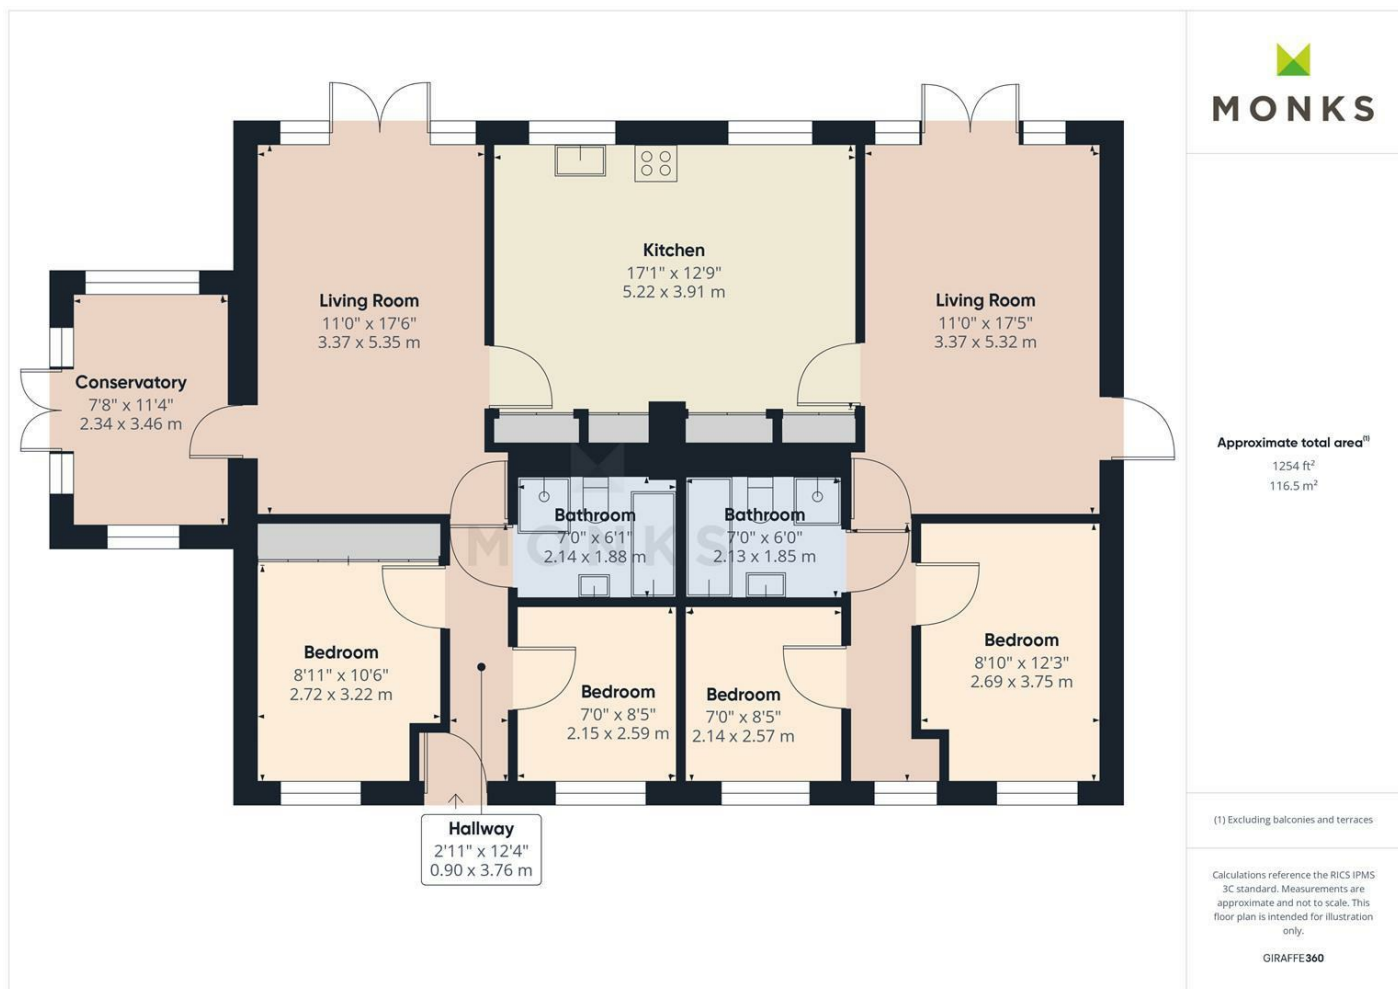 MONKS
Kitchen
17'1" x 12'9"
5.22 x 3.91 m
Living Room
11'0" x 17'6"
3.37 x 5.35 m
Living Room
11'0" x 17'5"
3.37 x 5.32 m
Conservatory
7'8" x 11'4"
2.34 x 3.46 m
Bathroom
7'0" x 6'1"
2.14 x 1.88 m
Bathroom
7'0" x 6'0"
2.13 x 1.85 m
MONKS
Bedroom
8'11" x 10'6"
2.72 x 3.22 m
Bedroom
7'0" x 8'5"
2.15 x 2.59 m
Bedroom
7'0" x 8'5"
2.14 x 2.57 m
Bedroom
8'10" x 12'3"
2.69 x 3.75 m
Hallway
2'11" x 12'4"
0.90 x 3.76 m
Approximate total area(1)
1254 ft²
116.5 m²
(1) Excluding balconies and terraces
Calculations reference the RICS IPMS
3C standard. Measurements are
approximate and not to scale. This
floor plan is intended for illustration
only.
GIRAFFE360